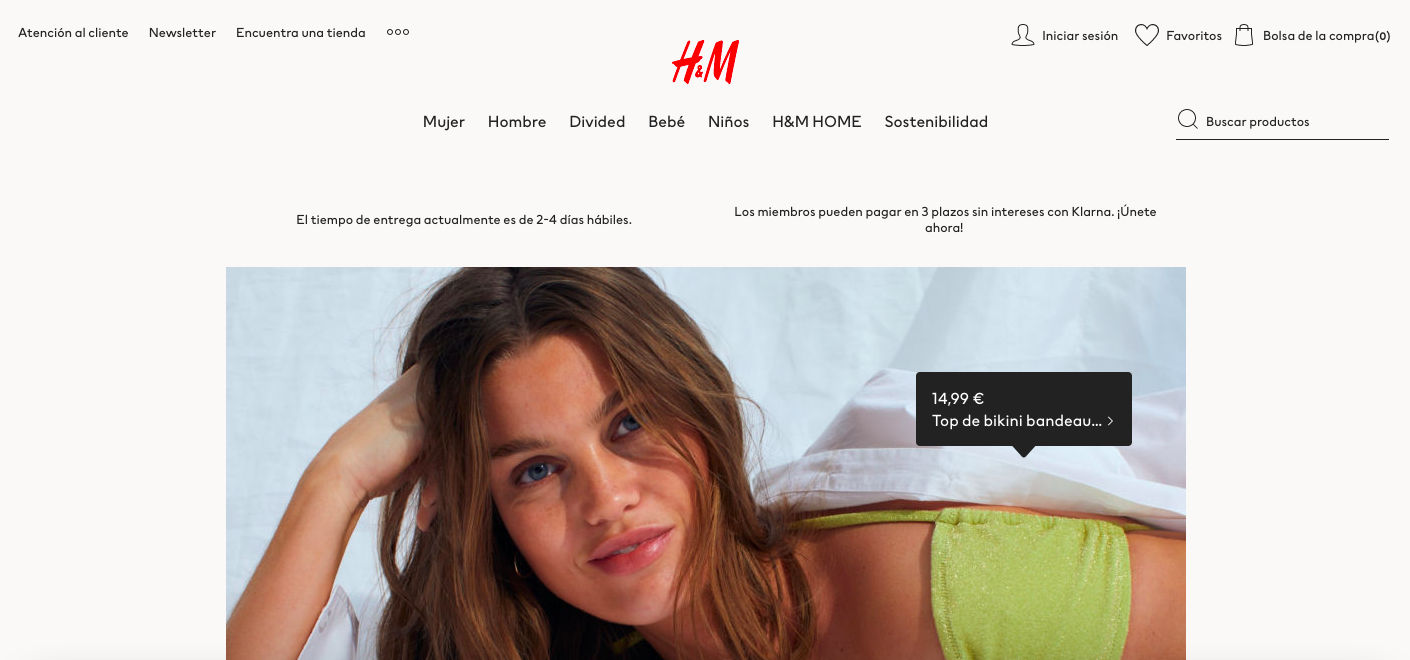 Atención al cliente
Newsletter
Encuentra una tienda
Iniciar sesión
Favoritos
Bolsa de la compra(0)
H&M
Mujer
Hombre
Divided
Bebé
Niños
H&M HOME
Sostenibilidad
Buscar productos
El tiempo de entrega actualmente es de 2-4 días hábiles.
Los miembros pueden pagar en 3 plazos sin intereses con Klarna. ¡Únete
ahora!
14,99 €
Top de bikini bandeau...